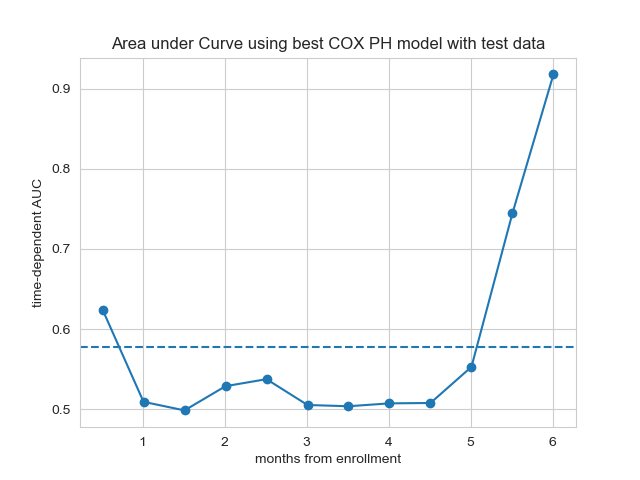 Area under Curve using best COX PH model with test data
time-dependent AUC
0.9
0.8
0.7
0.6
0.5
1 2 3 4 5 6
months from enrollment